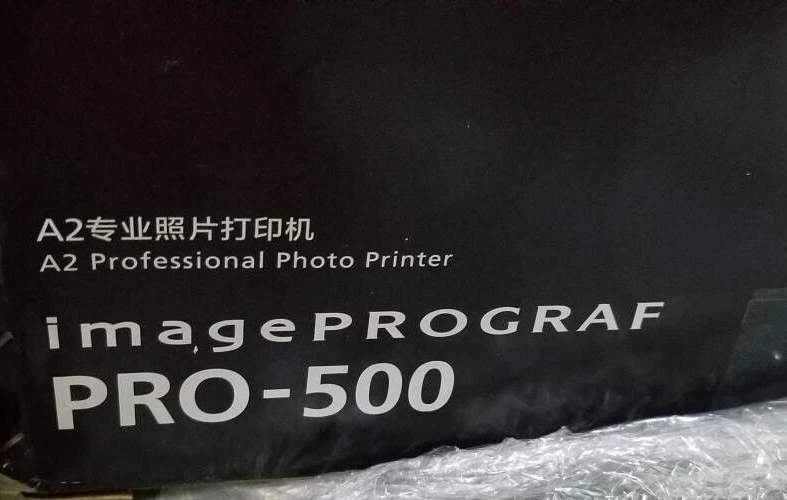 A2专业照片打印机
A2 Professional Photo Printer
imagePROGRAF
PRO-500